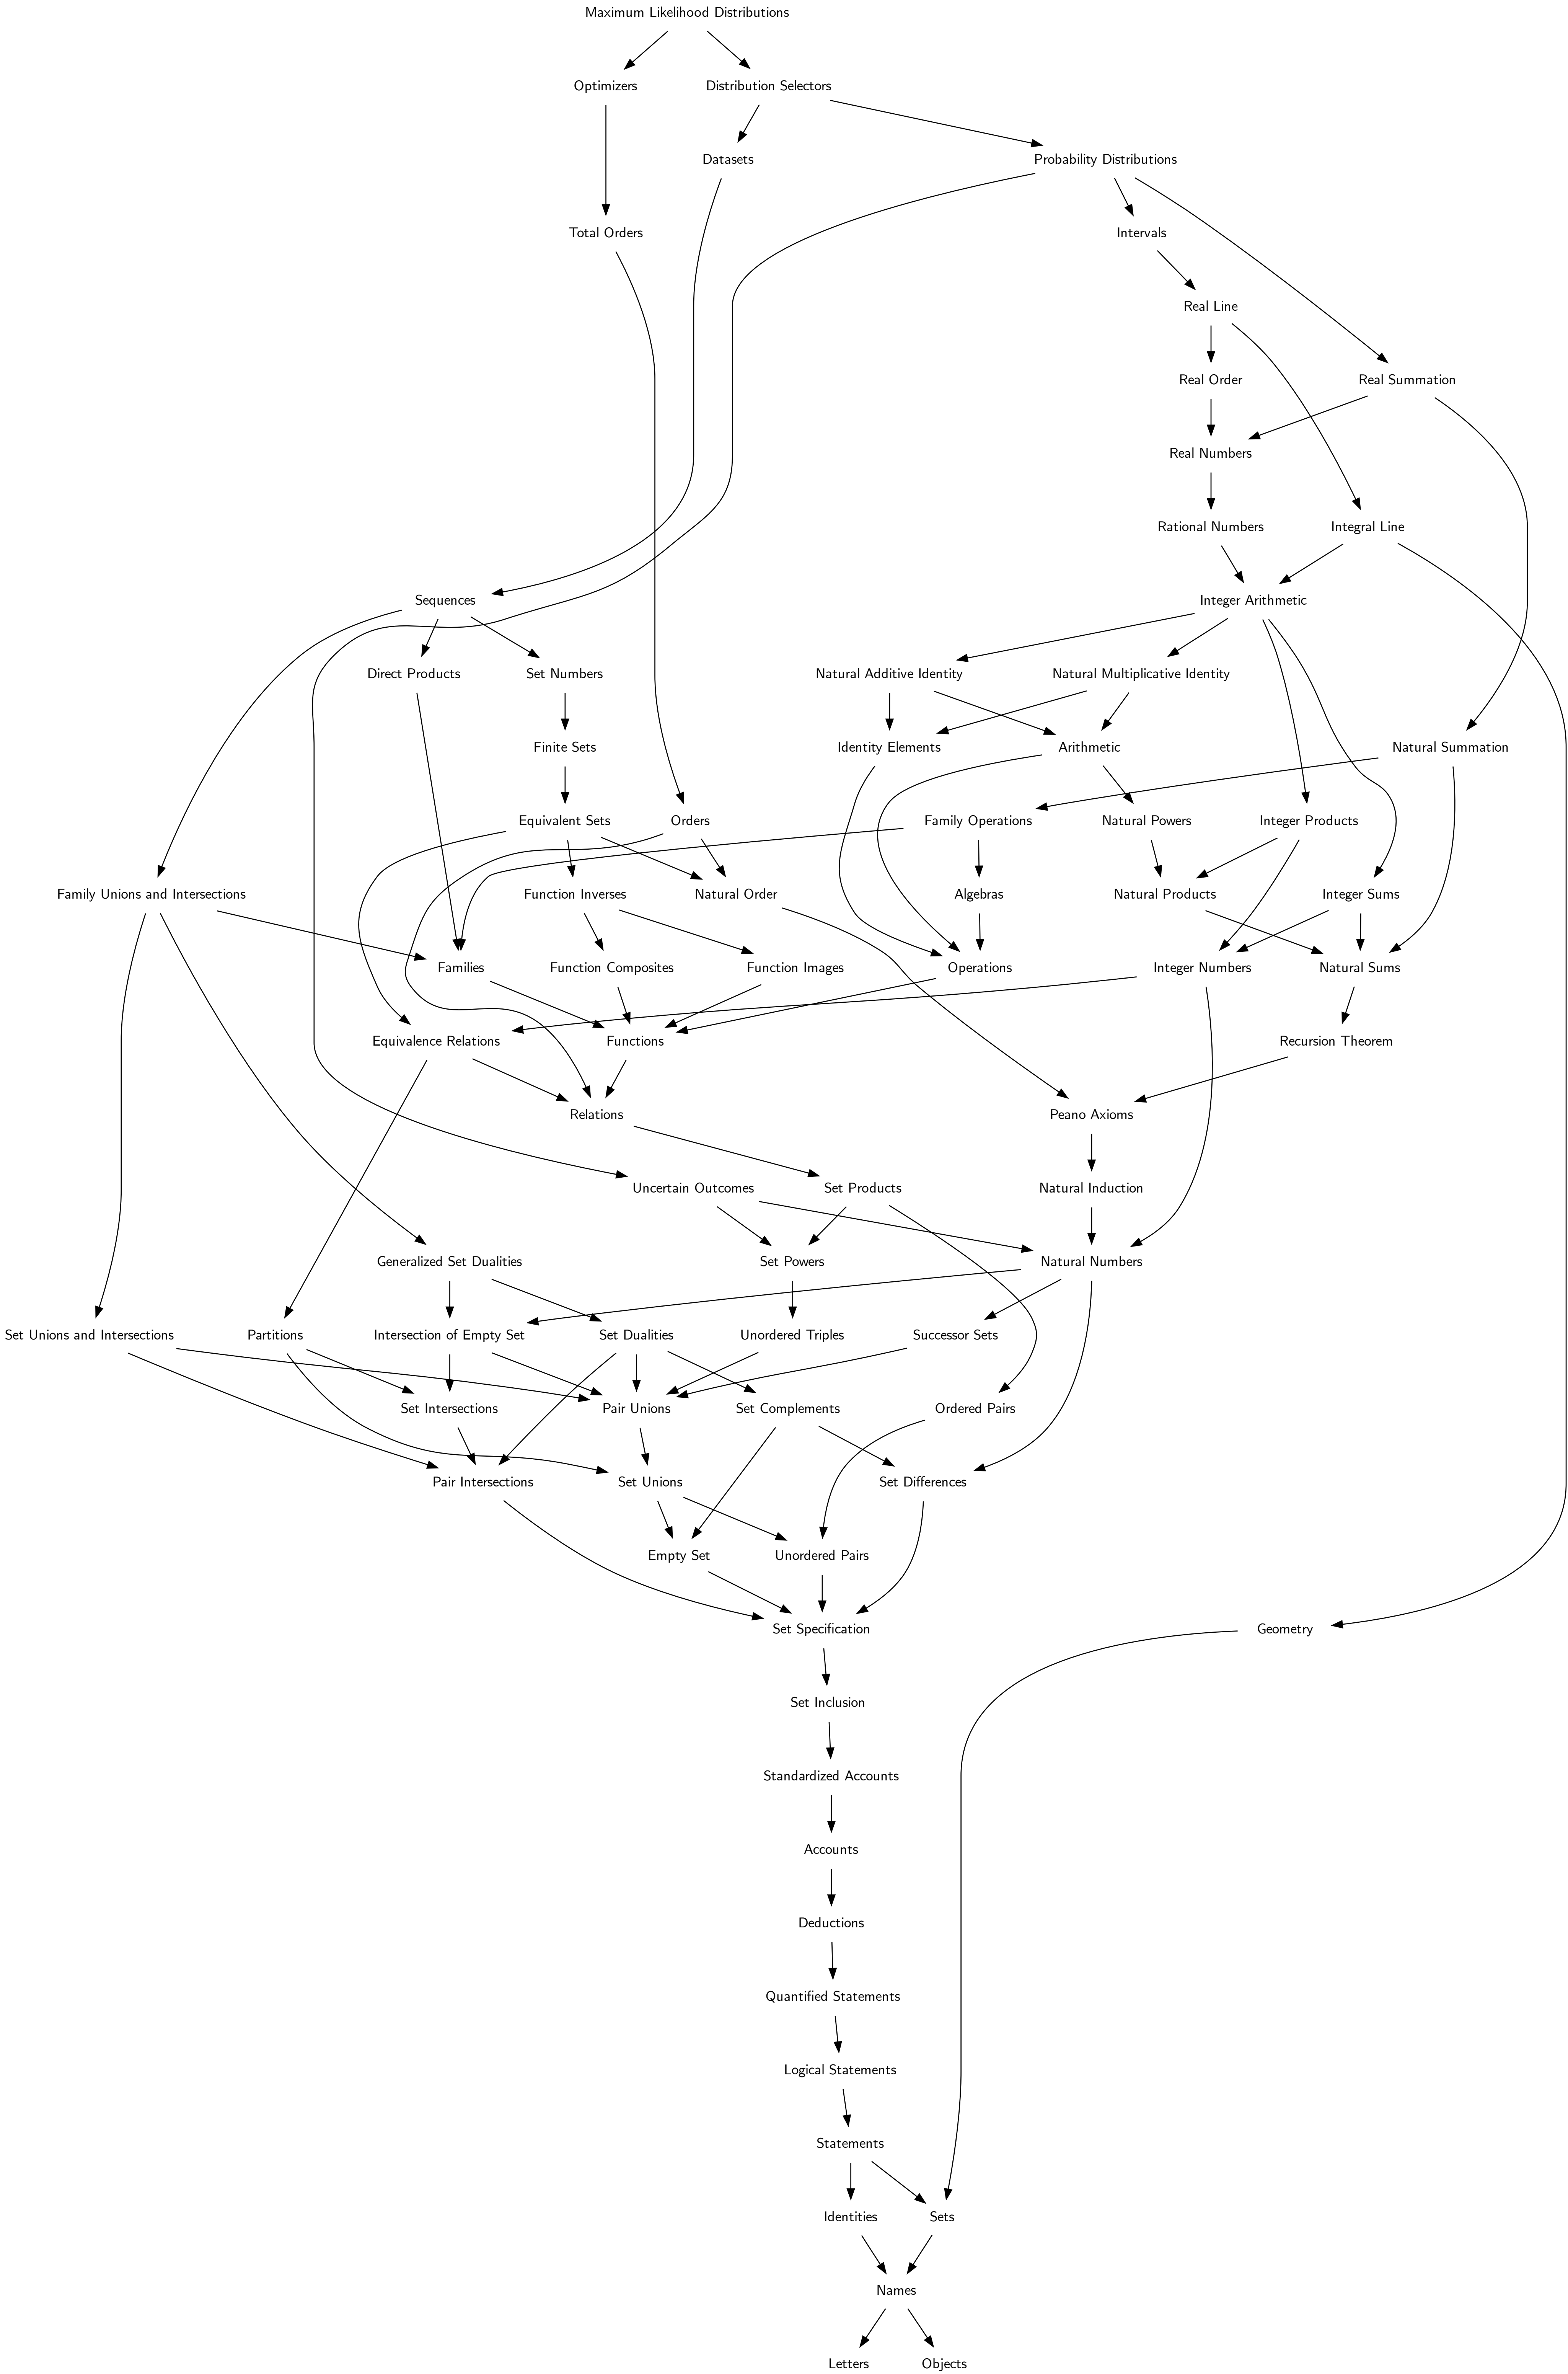 Maximum Likelihood Distributions
Optimizers
Distribution Selectors
Datasets
Probability Distributions
Total Orders
Intervals
Real Line
Real Order
Real Summation
Real Numbers
Rational Numbers
Integral Line
Sequences
Integer Arithmetic
Direct Products
Set Numbers
Natural Additive Identity
Natural Multiplicative Identity
Finite Sets
Identity Elements
Arithmetic
Natural Summation
Equivalent Sets
Orders
Family Operations
Natural Powers
Integer Products
Family Unions and Intersections
Function Inverses
Natural Order
Algebras
Natural Products
Integer Sums
Families
Function Composites
Function Images
Operations
Integer Numbers
Natural Sums
Equivalence Relations
Functions
Recursion Theorem
Relations
Peano Axioms
Uncertain Outcomes
Set Products
Natural Induction
Generalized Set Dualities
Set Powers
Natural Numbers
Set Unions and Intersections
Partitions
Intersection of Empty Set
Set Dualities
Unordered Triples
Successor Sets
Set Intersections
Pair Unions
Set Complements
Ordered Pairs
Pair Intersections
Set Unions
Set Differences
Empty Set
Unordered Pairs
Set Specification
Geometry
Set Inclusion
Standardized Accounts
Accounts
Deductions
Quantified Statements
Logical Statements
Statements
Identities
Sets
Names
Letters
Objects